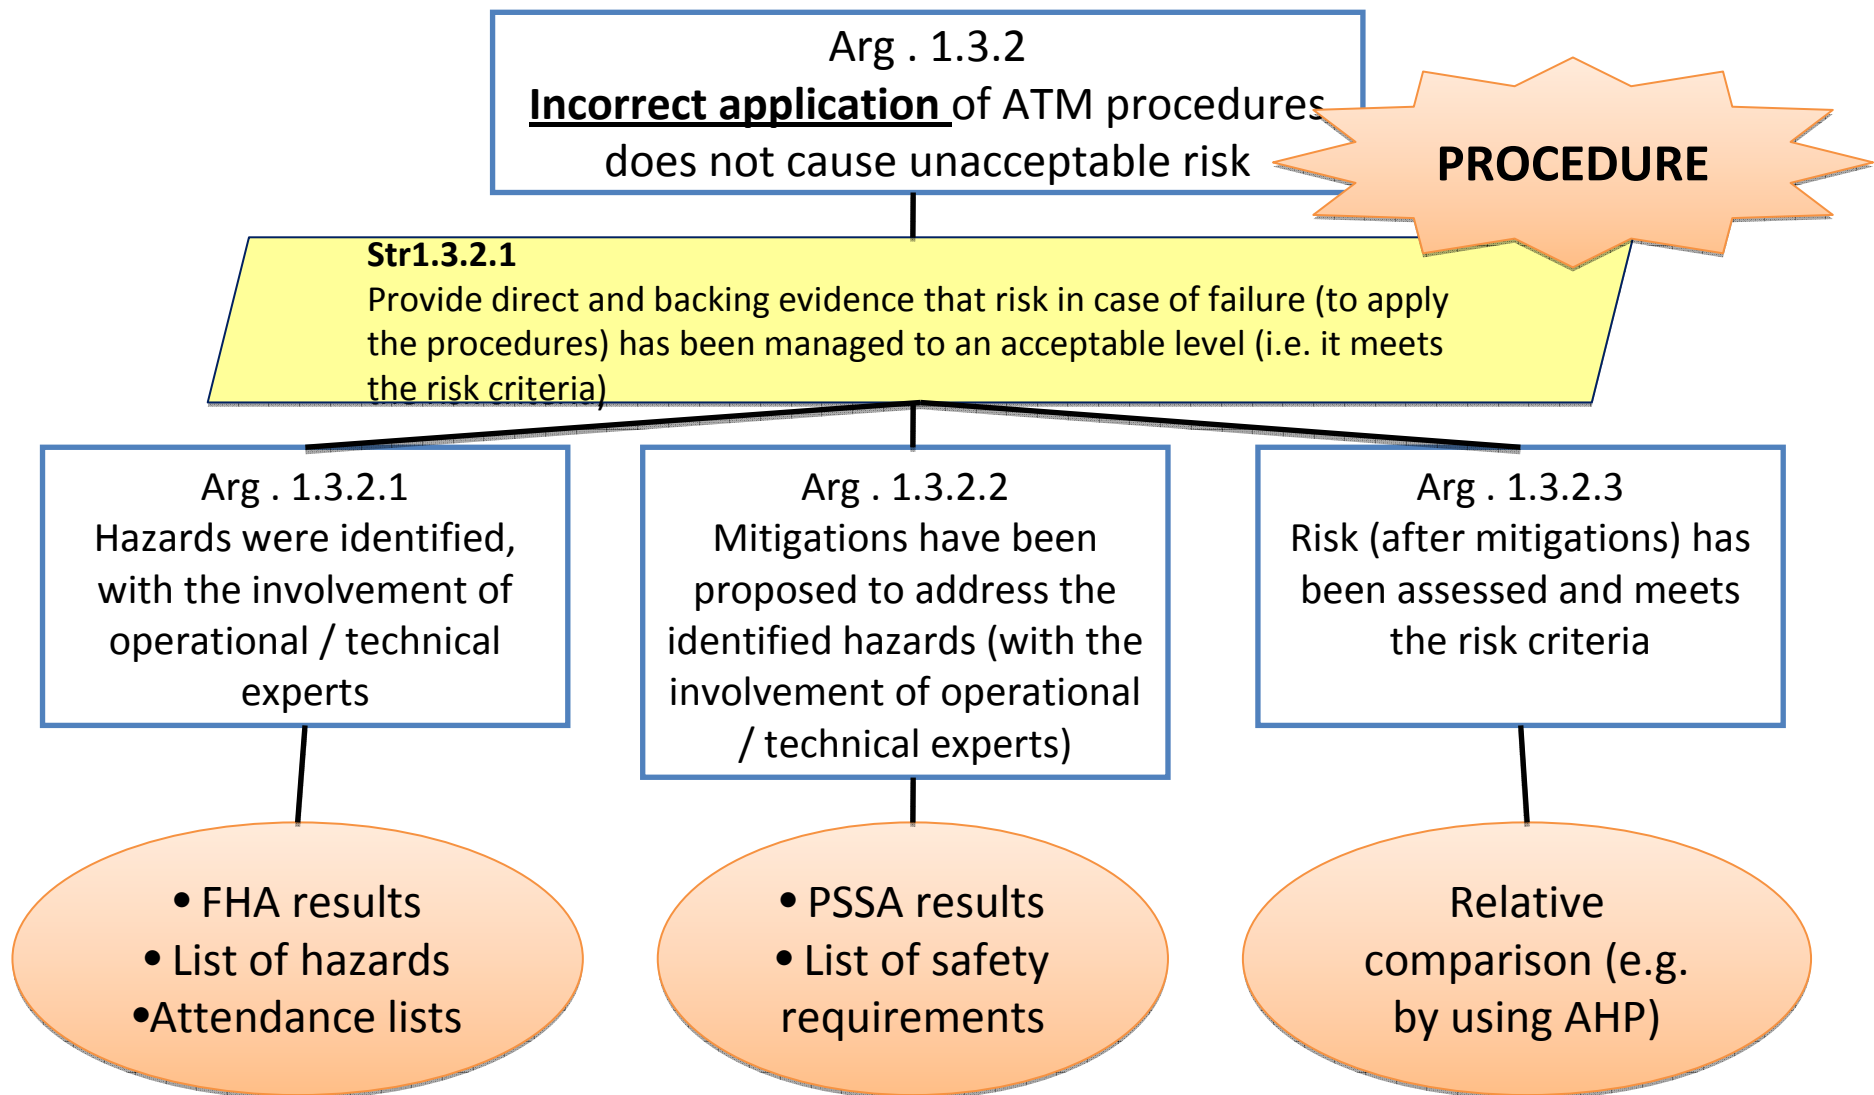 Arg . 1.3.2
Incorrect application of ATM procedures
does not cause unacceptable risk
PROCEDURE
Str1.3.2.1
Provide direct and backing evidence that risk in case of failure (to apply
the procedures) has been managed to an acceptable level (i.e. it meets
the risk criteria)
Arg . 1.3.2.1
Hazards were identified,
with the involvement of
operational / technical
experts
Arg . 1.3.2.2
Mitigations have been
proposed to address the
identified hazards (with the
involvement of operational
/ technical experts)
Arg . 1.3.2.3
Risk (after mitigations) has
been assessed and meets
the risk criteria
• FHA results
• List of hazards
•Attendance lists
• PSSA results
• List of safety
requirements
Relative
comparison (e.g.
by using AHP)